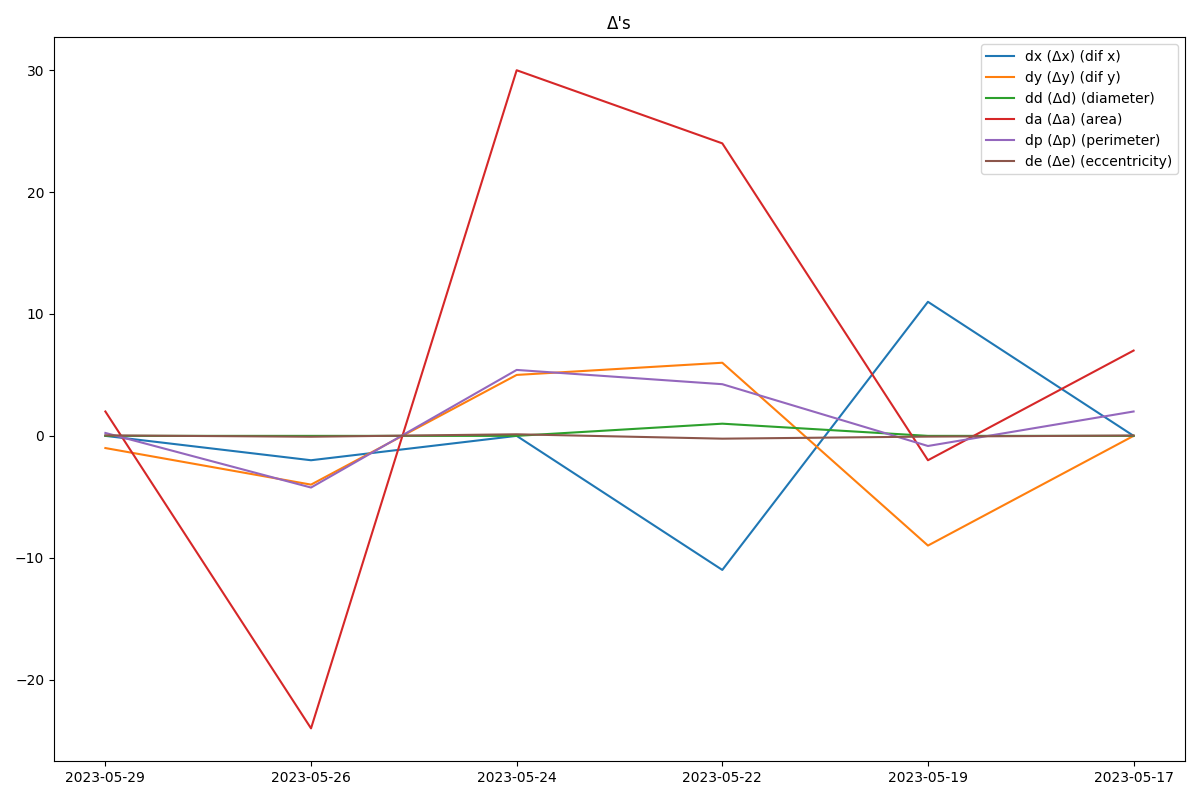 Δ's
dx (Δx) (dif x)
dy (Δy) (dif y)
dd (Δd) (diameter)
da (Δa) (area)
dp (Δp) (perimeter)
de (Δe) (eccentricity)
30
20
10
0
−10
−20
2023-05-29 2023-05-26 2023-05-24 2023-05-22 2023-05-19 2023-05-17